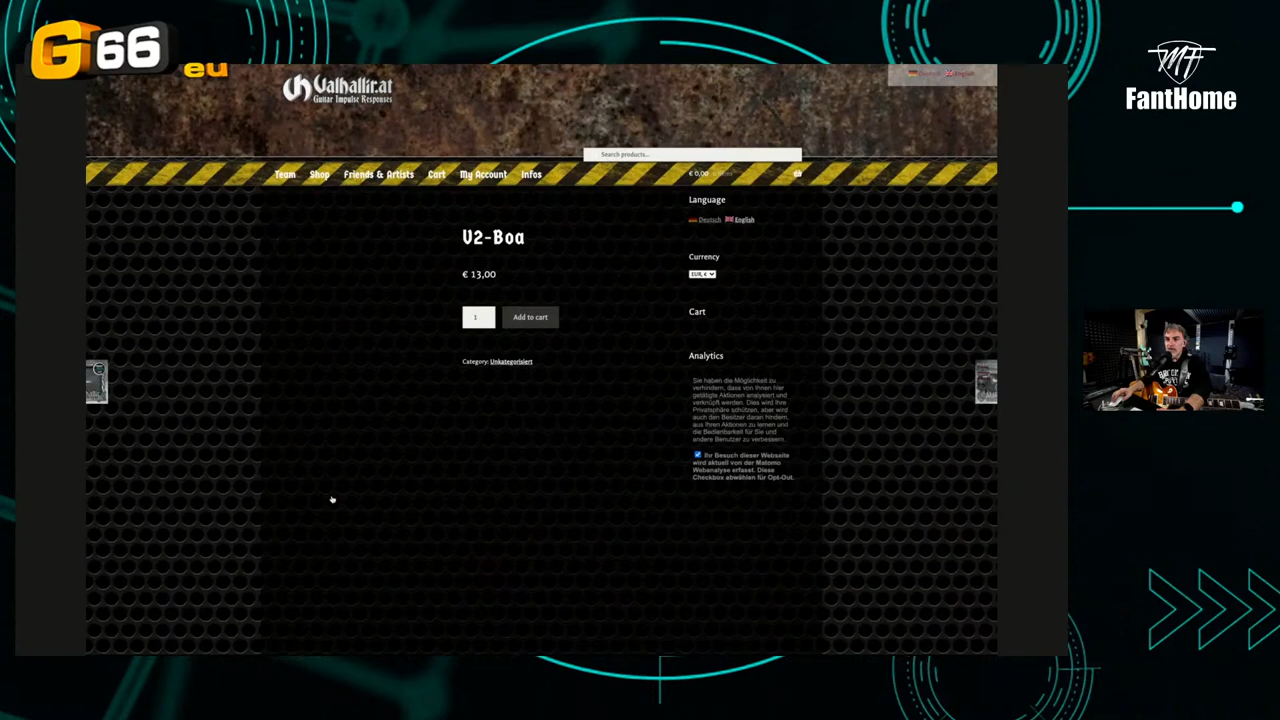 G66
eu
Valhallir.at
Guitar Impulse Responses
Deutsch English
MF
FantHome
Search products...
Team Shop Friends & Artists Cart My Account Infos
€ 0,00 0 items
Language
Deutsch English
V2-Boa
Currency
€ 13,00
EUR, €
Cart
1 Add to cart
Analytics
Category: Unkategorisiert
Sie haben die Möglichkeit zu
verhindern, dass von Ihnen hier
getätigte Aktionen analysiert und
verknüpft werden. Dies wird Ihre
Privatsphäre schützen, aber wird
auch den Besitzer daran hindern,
aus Ihren Aktionen zu lernen und
die Bedienbarkeit für Sie und
andere Benutzer zu verbessern.
Ihr Besuch dieser Webseite
wird aktuell von der Matomo
Webanalyse erfasst. Diese
Checkbox abwählen für Opt-Out.